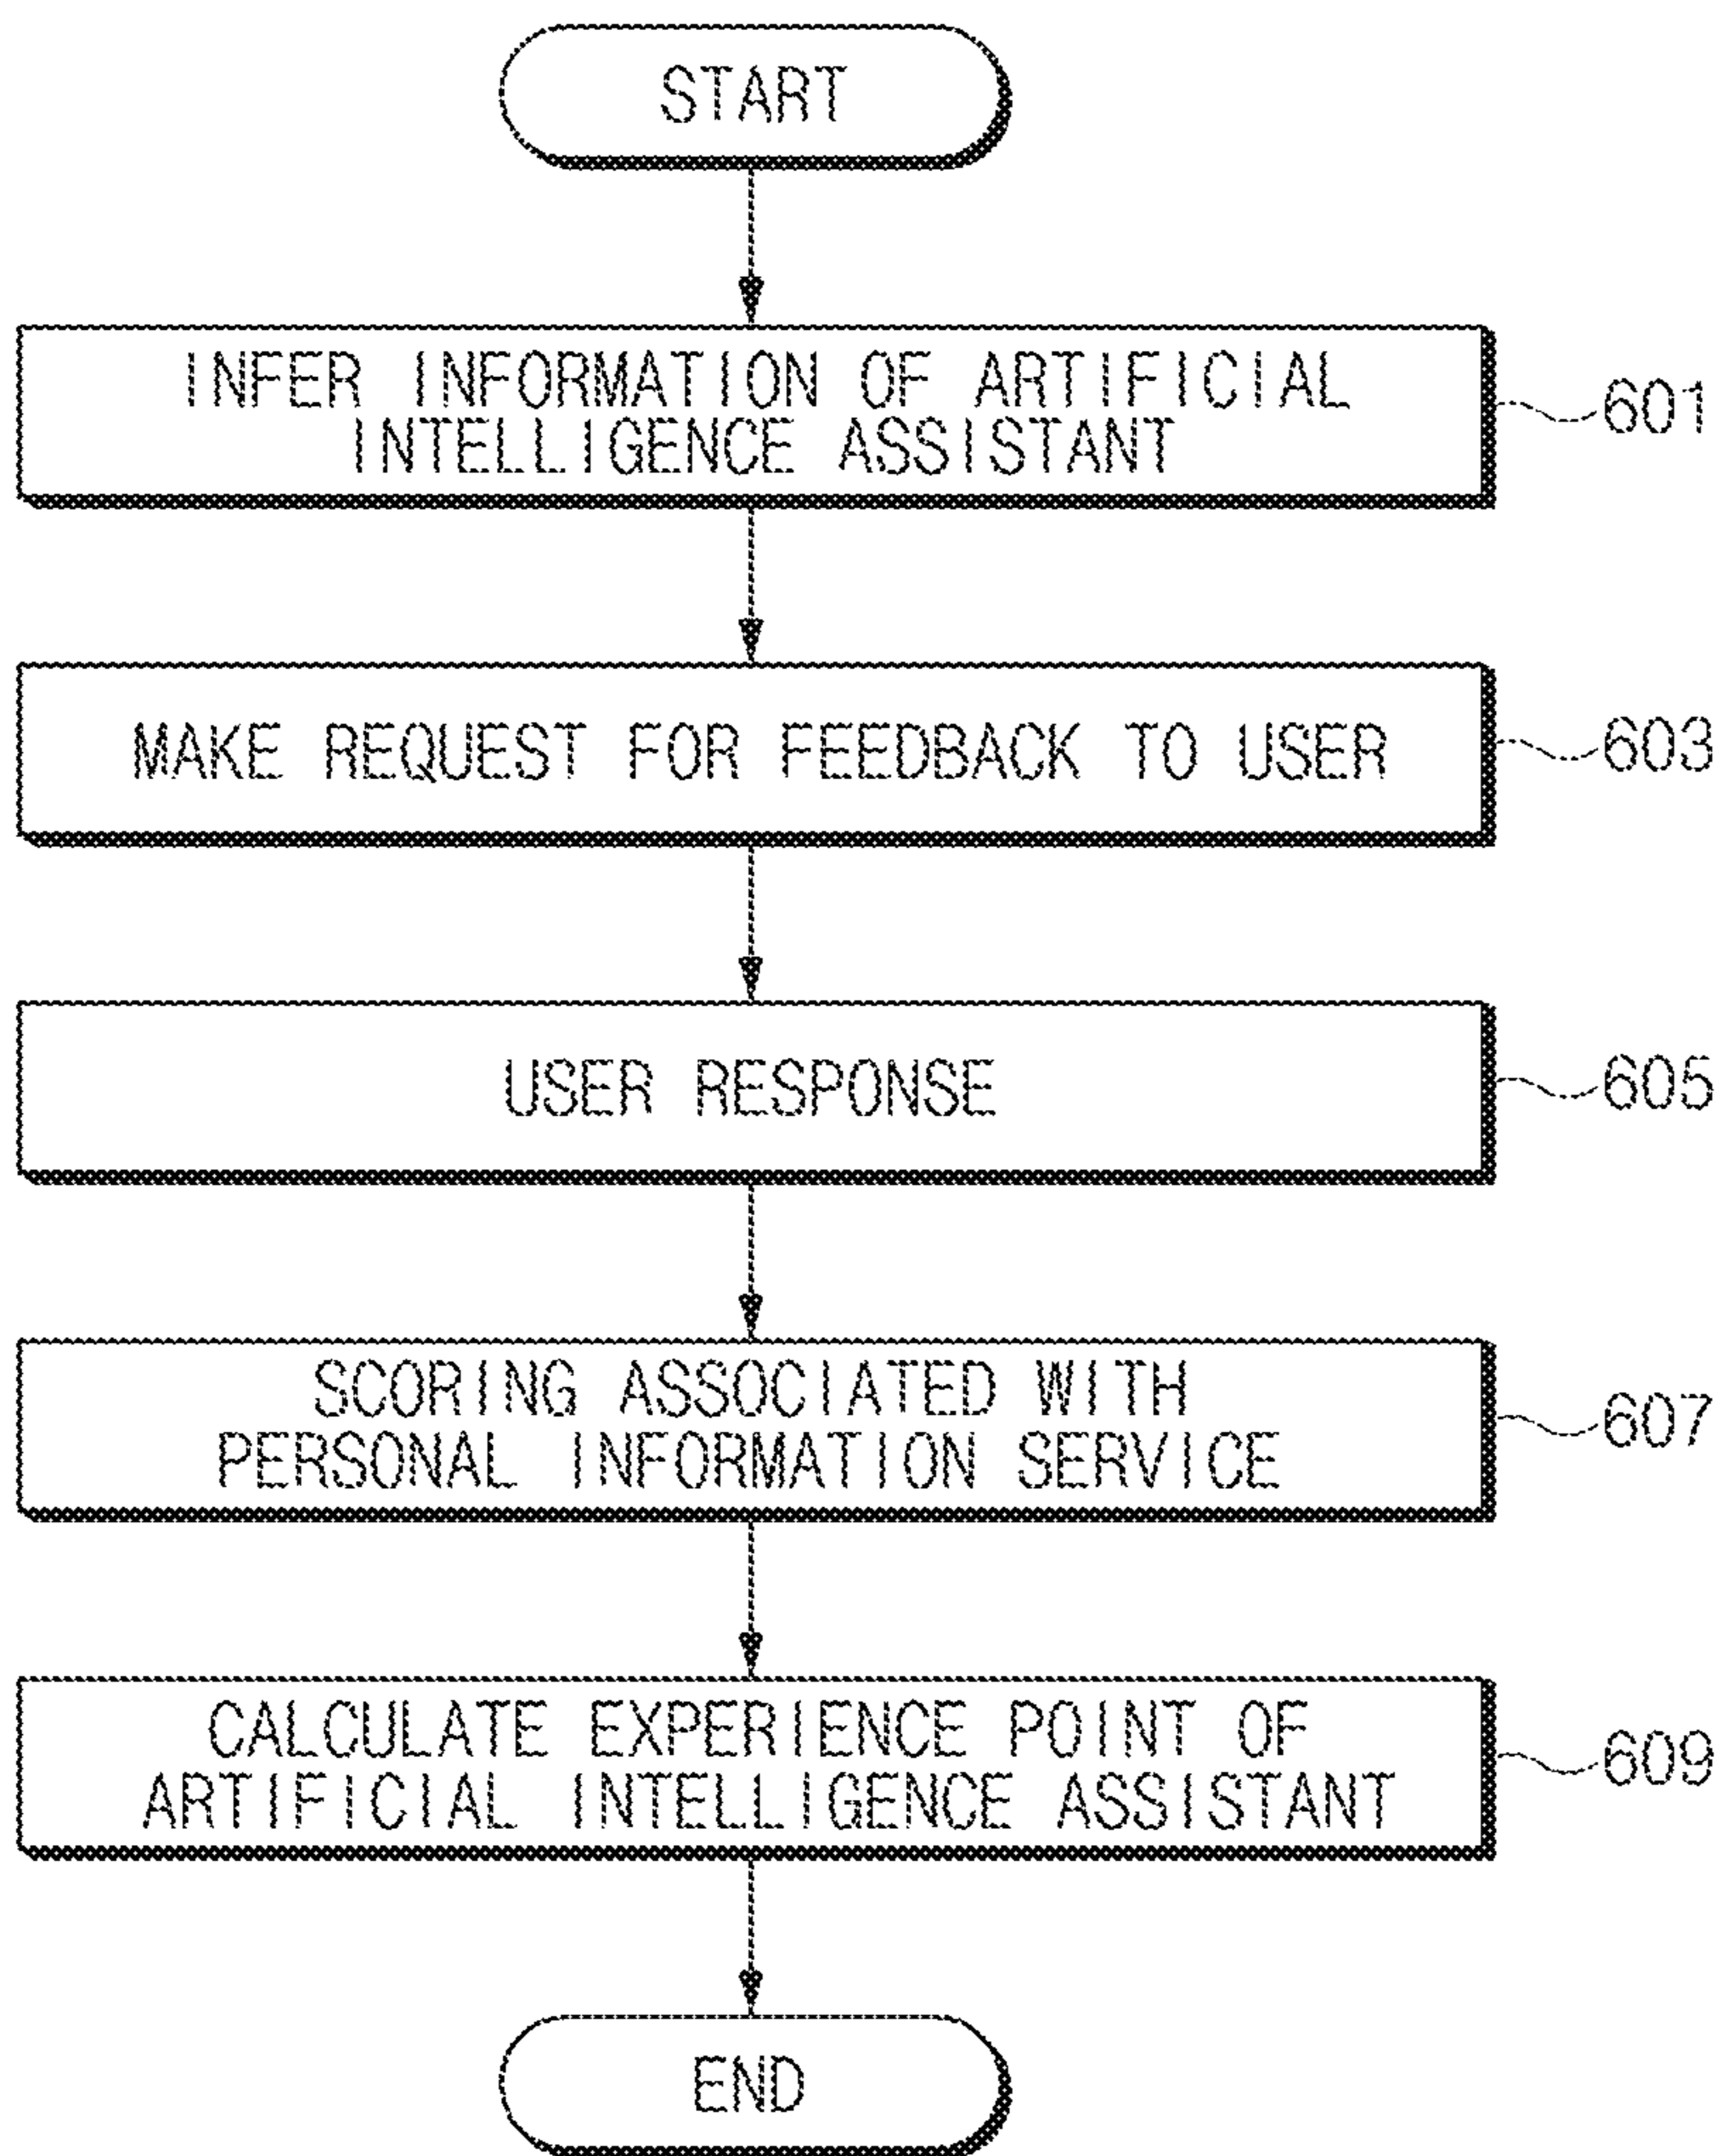 START
INFER INFORMATION OF ARTIFICIAL
INTELLIGENCE ASSISTANT
601
MAKE REQUEST FOR FEEDBACK TO USER
603
USER RESPONSE
605
SCORING ASSOCIATED WITH
PERSONAL INFORMATION SERVICE
607
CALCULATE EXPERIENCE POINT OF
ARTIFICIAL INTELLIGENCE ASSISTANT
609
END